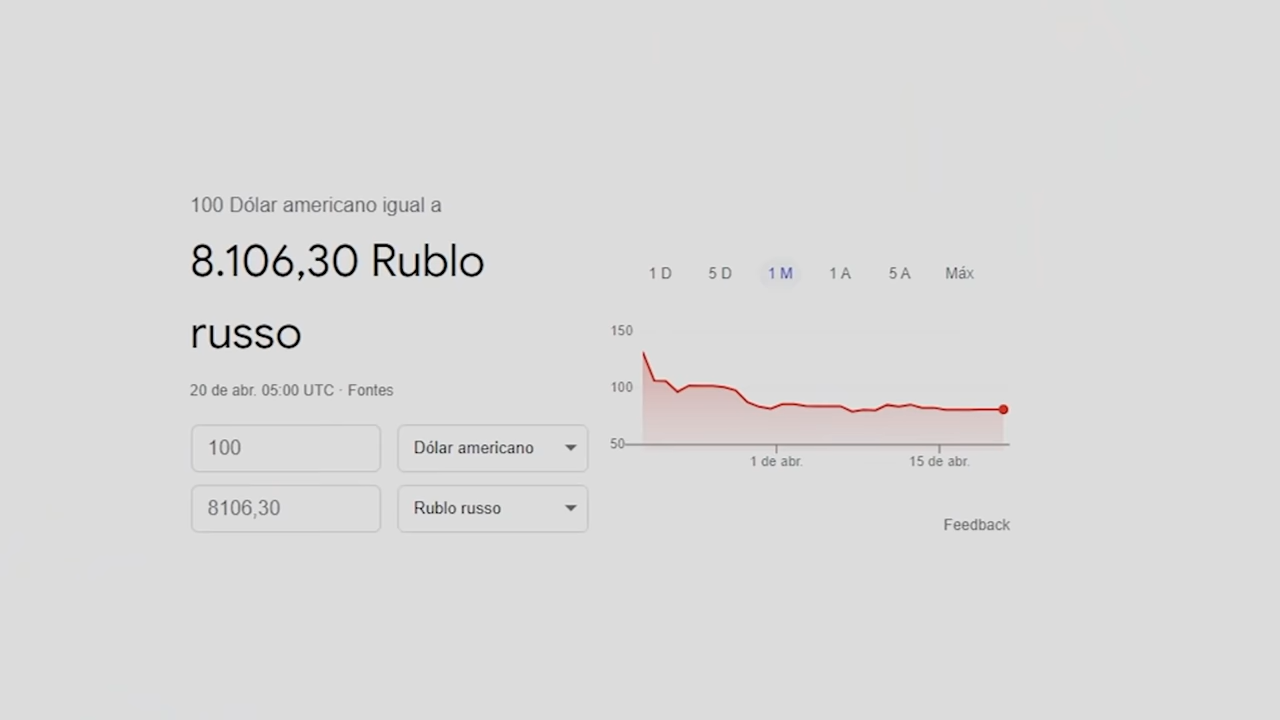 100 Dólar americano igual a
8.106,30 Rublo
russo
20 de abr. 05:00 UTC · Fontes
100
Dólar americano
8106,30
Rublo russo
1 D 5 D 1 M 1 A 5 A Máx
150
100
50
1 de abr. 15 de abr.
Feedback